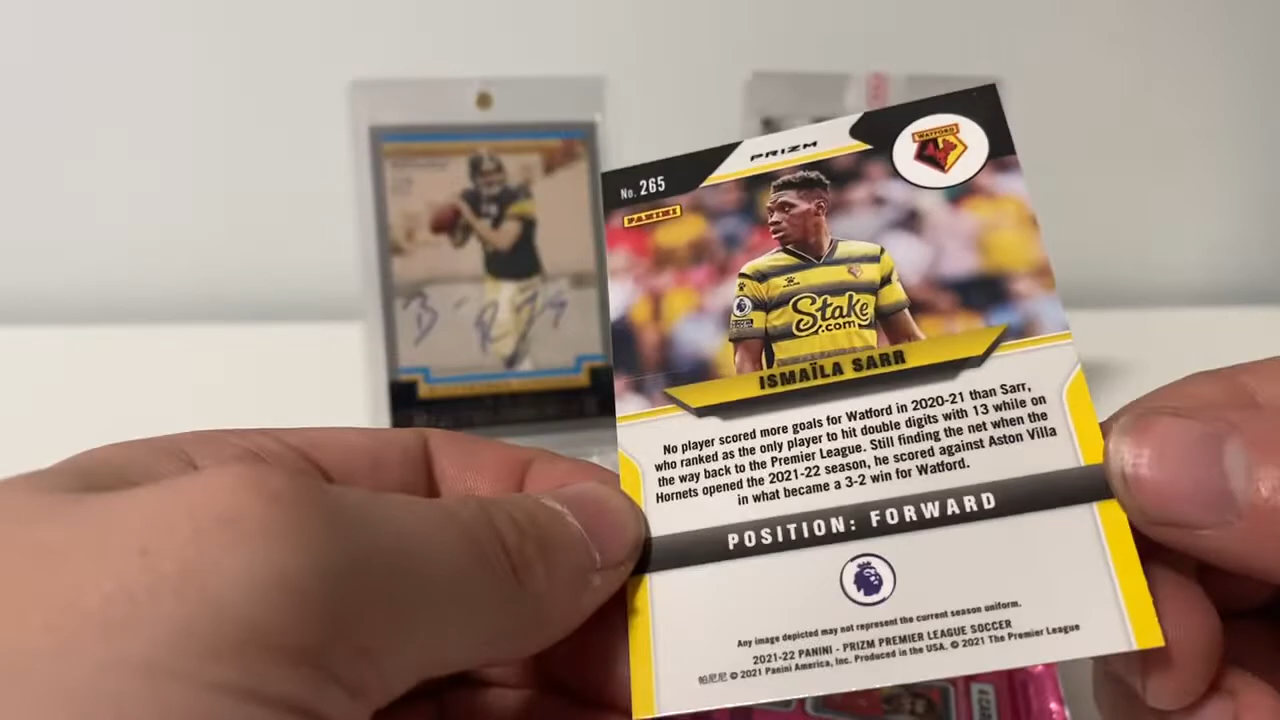 No. 265
PRIZM
WATFORD
PANINI
Stake
.com
ISMAÏLA SARR
No player scored more goals for Watford in 2020-21 than Sarr,
who ranked as the only player to hit double digits with 13 while on
the way back to the Premier League. Still finding the net when the
Hornets opened the 2021-22 season, he scored against Aston Villa
in what became a 3-2 win for Watford.
POSITION: FORWARD
Any image depicted may not represent the current season uniform.
2021-22 PANINI - PRIZM PREMIER LEAGUE SOCCER
帕尼尼 © 2021 Panini America, Inc. Produced in the USA. © 2021 The Premier League